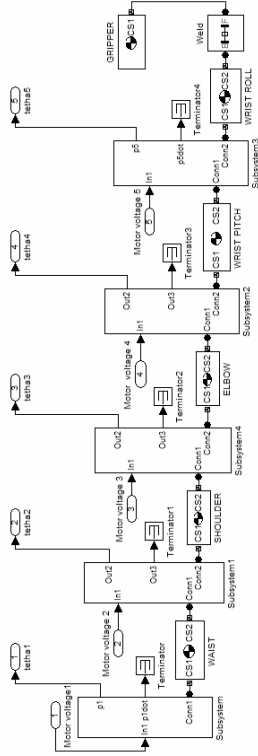 1
tetha1
Motor voltage1
1
p1
In1 p1dot
Terminator
Conn1
Subsystem
CS1 CS2
WAIST
2
tetha2
Motor voltage 2
2
Out2
In1
Out3
Terminator1
Conn1
Conn2
Subsystem1
CS1 CS2
SHOULDER
3
tetha3
Motor voltage 3
3
Out2
In1
Out3
Terminator2
Conn1
Conn2
Subsystem4
CS1 CS2
ELBOW
4
tetha4
Motor voltage 4
4
Out2
In1
Out3
Terminator3
Conn1
Conn2
Subsystem2
CS1 CS2
WRIST PITCH
5
tetha5
Motor voltage 5
5
p5
In1
p5dot
Terminator4
Conn1
Conn2
Subsystem3
CS1 CS2
WRIST ROLL
B F
Weld
CS1
GRIPPER